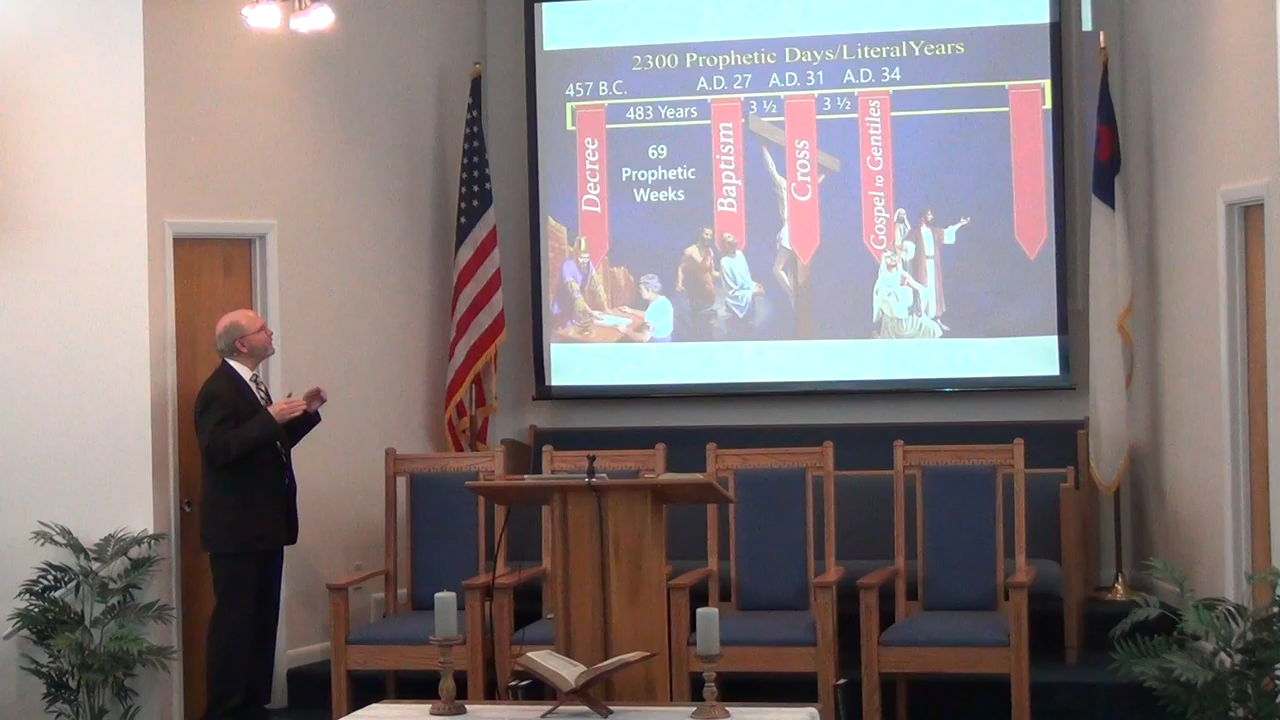 2300 Prophetic Days/Literal Years
457 B.C. A.D. 27 A.D. 31 A.D. 34
483 Years 3 ½ 3 ½
69
Prophetic
Weeks
Decree
Baptism
Cross
Gospel to Gentiles